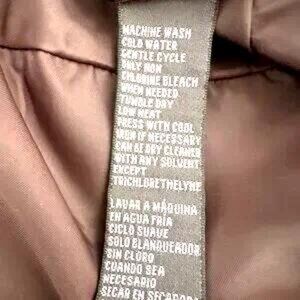 MACHINE WASH
COLD WATER
GENTLE CYCLE
ONLY NON
CHLORINE BLEACH
WHEN NEEDED
TUMBLE DRY
LOW HEAT
PRESS WITH COOL
IRON IF NECESSARY
CAN BE DRY CLEANED
WITH ANY SOLVENT
EXCEPT
TRICHLORETHELYNE
LAVAR A MÁQUINA
EN AGUA FRIA
CICLO SUAVE
SOLO BLANQUEADOR
SIN CLORO
CUANDO SEA
NECESARIO
SECAR EN SECADORA